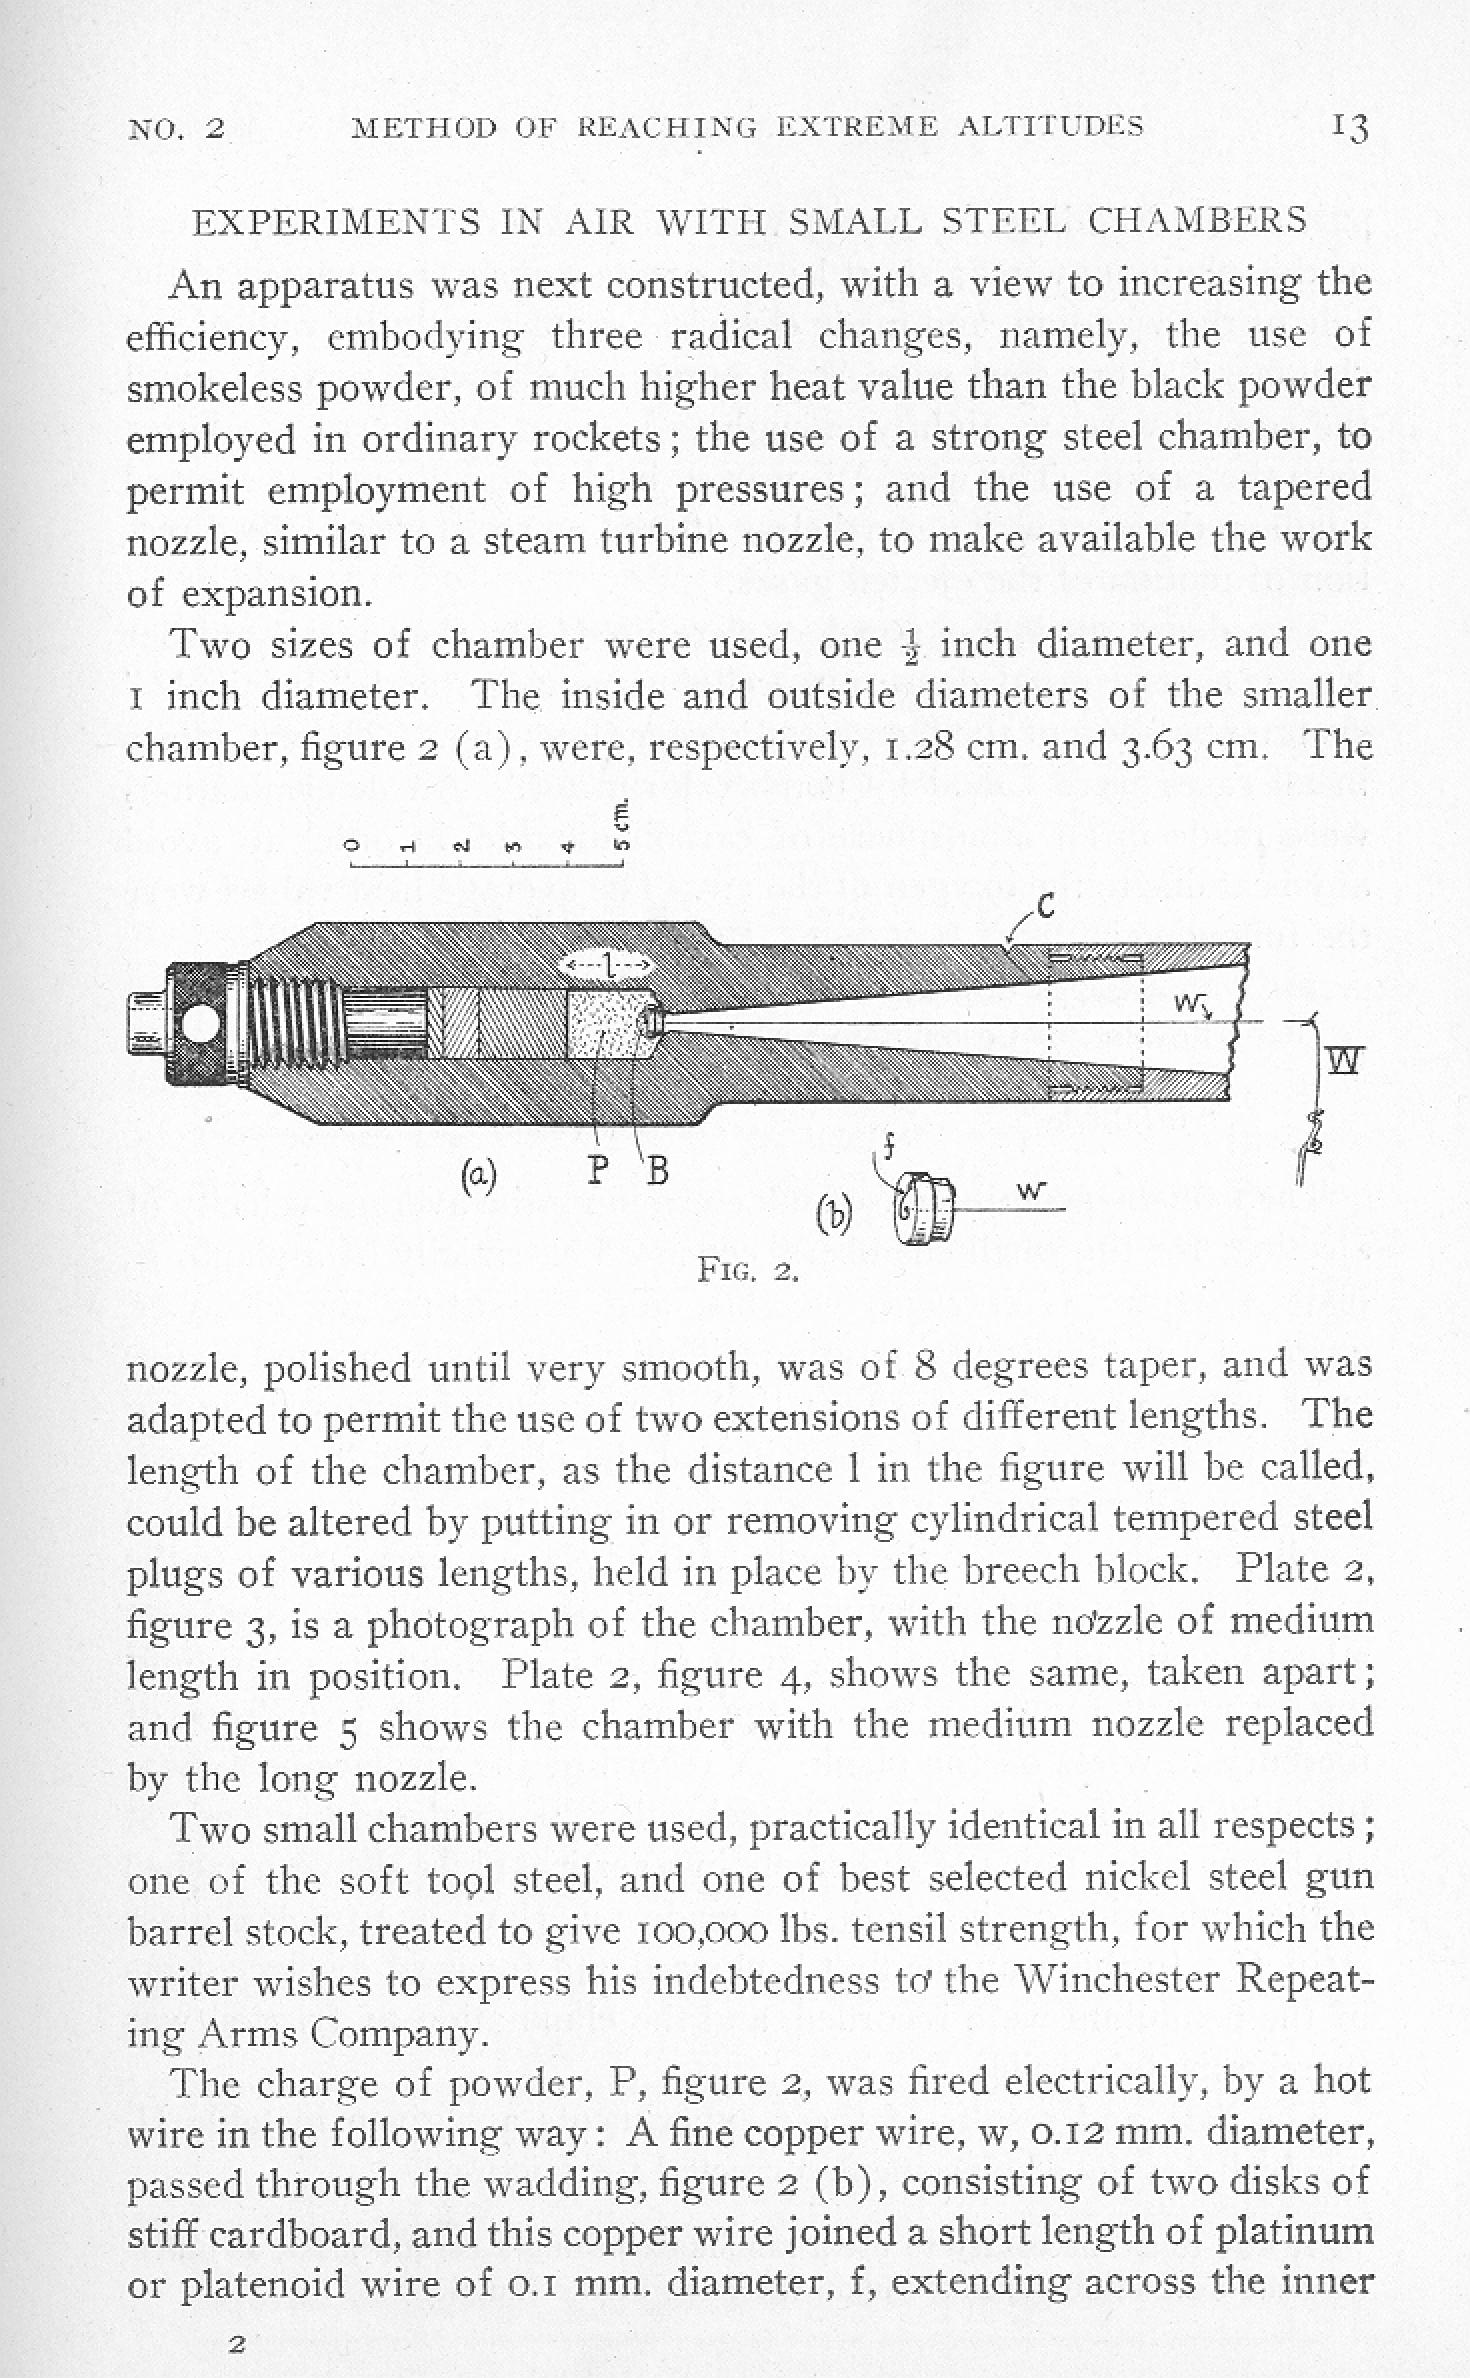 NO. 2 METHOD OF REACHING EXTREME ALTITUDES 13
EXPERIMENTS IN AIR WITH SMALL STEEL CHAMBERS
An apparatus was next constructed, with a view to increasing the
efficiency, embodying three radical changes, namely, the use of
smokeless powder, of much higher heat value than the black powder
employed in ordinary rockets; the use of a strong steel chamber, to
permit employment of high pressures; and the use of a tapered
nozzle, similar to a steam turbine nozzle, to make available the work
of expansion.
Two sizes of chamber were used, one ½ inch diameter, and one
1 inch diameter. The inside and outside diameters of the smaller
chamber, figure 2 (a), were, respectively, 1.28 cm. and 3.63 cm. The
0 1 2 3 4 5 cm.
C
l
w
W
(a) P B
f
(b) w
FIG. 2.
nozzle, polished until very smooth, was of 8 degrees taper, and was
adapted to permit the use of two extensions of different lengths. The
length of the chamber, as the distance l in the figure will be called,
could be altered by putting in or removing cylindrical tempered steel
plugs of various lengths, held in place by the breech block. Plate 2,
figure 3, is a photograph of the chamber, with the nozzle of medium
length in position. Plate 2, figure 4, shows the same, taken apart;
and figure 5 shows the chamber with the medium nozzle replaced
by the long nozzle.
Two small chambers were used, practically identical in all respects;
one of the soft tool steel, and one of best selected nickel steel gun
barrel stock, treated to give 100,000 lbs. tensil strength, for which the
writer wishes to express his indebtedness to the Winchester Repeat-
ing Arms Company.
The charge of powder, P, figure 2, was fired electrically, by a hot
wire in the following way: A fine copper wire, w, 0.12 mm. diameter,
passed through the wadding, figure 2 (b), consisting of two disks of
stiff cardboard, and this copper wire joined a short length of platinum
or platenoid wire of 0.1 mm. diameter, f, extending across the inner
2